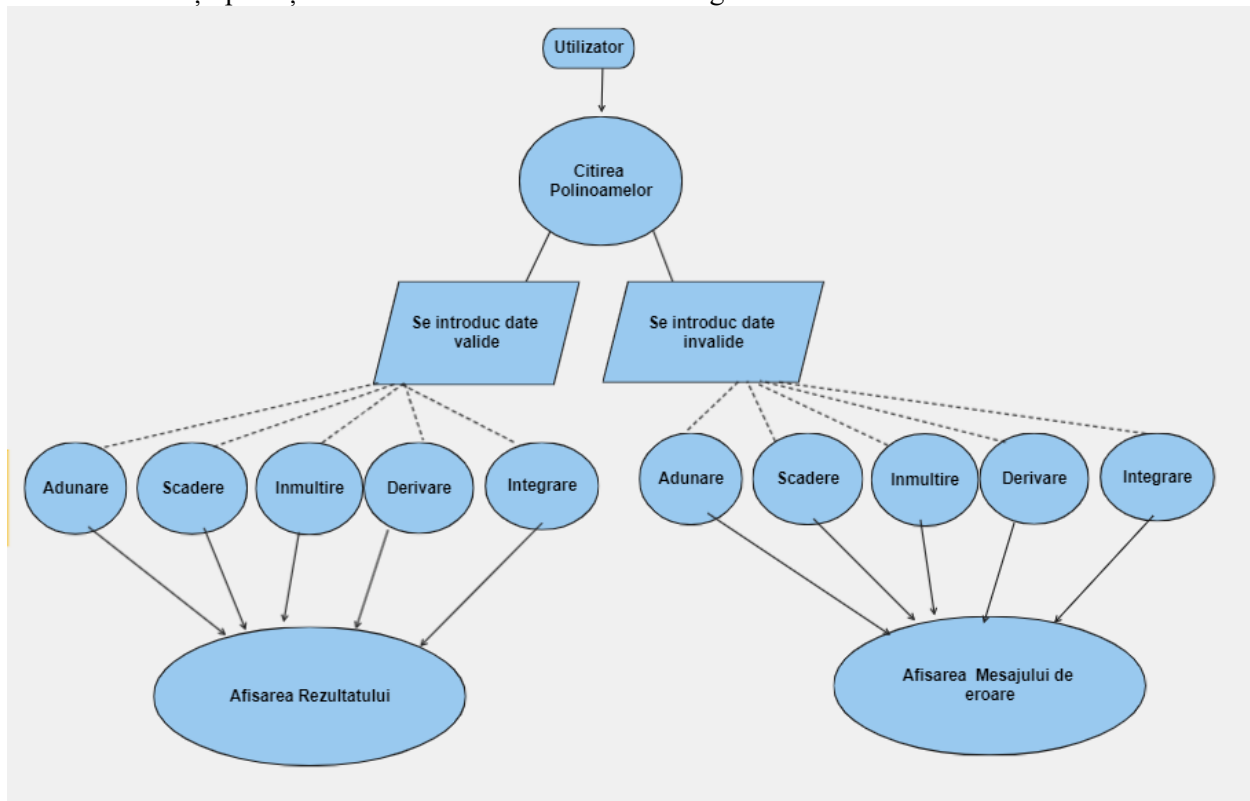 Utilizator
Citirea
Polinoamelor
Se introduc date
valide
Se introduc date
invalide
Adunare
Scadere
Inmultire
Derivare
Integrare
Adunare
Scadere
Inmultire
Derivare
Integrare
Afisarea Rezultatului
Afisarea Mesajului de
eroare